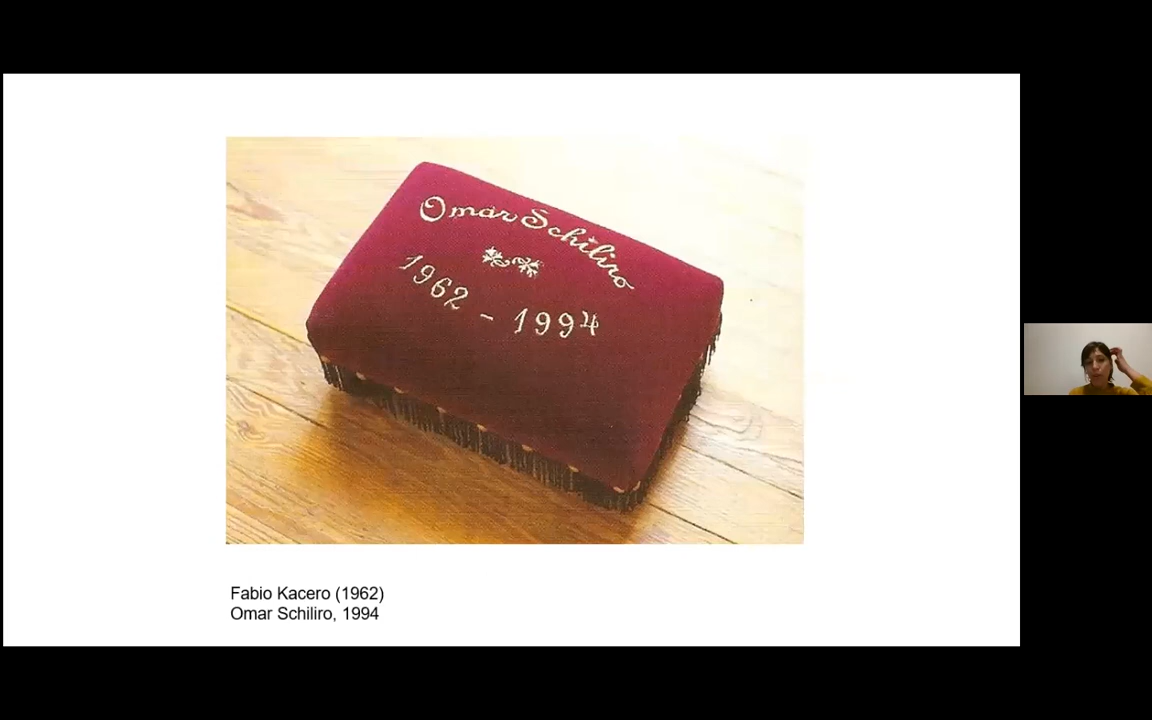 Omar Schiliro
1962 - 1994
Fabio Kacero (1962)
Omar Schiliro, 1994